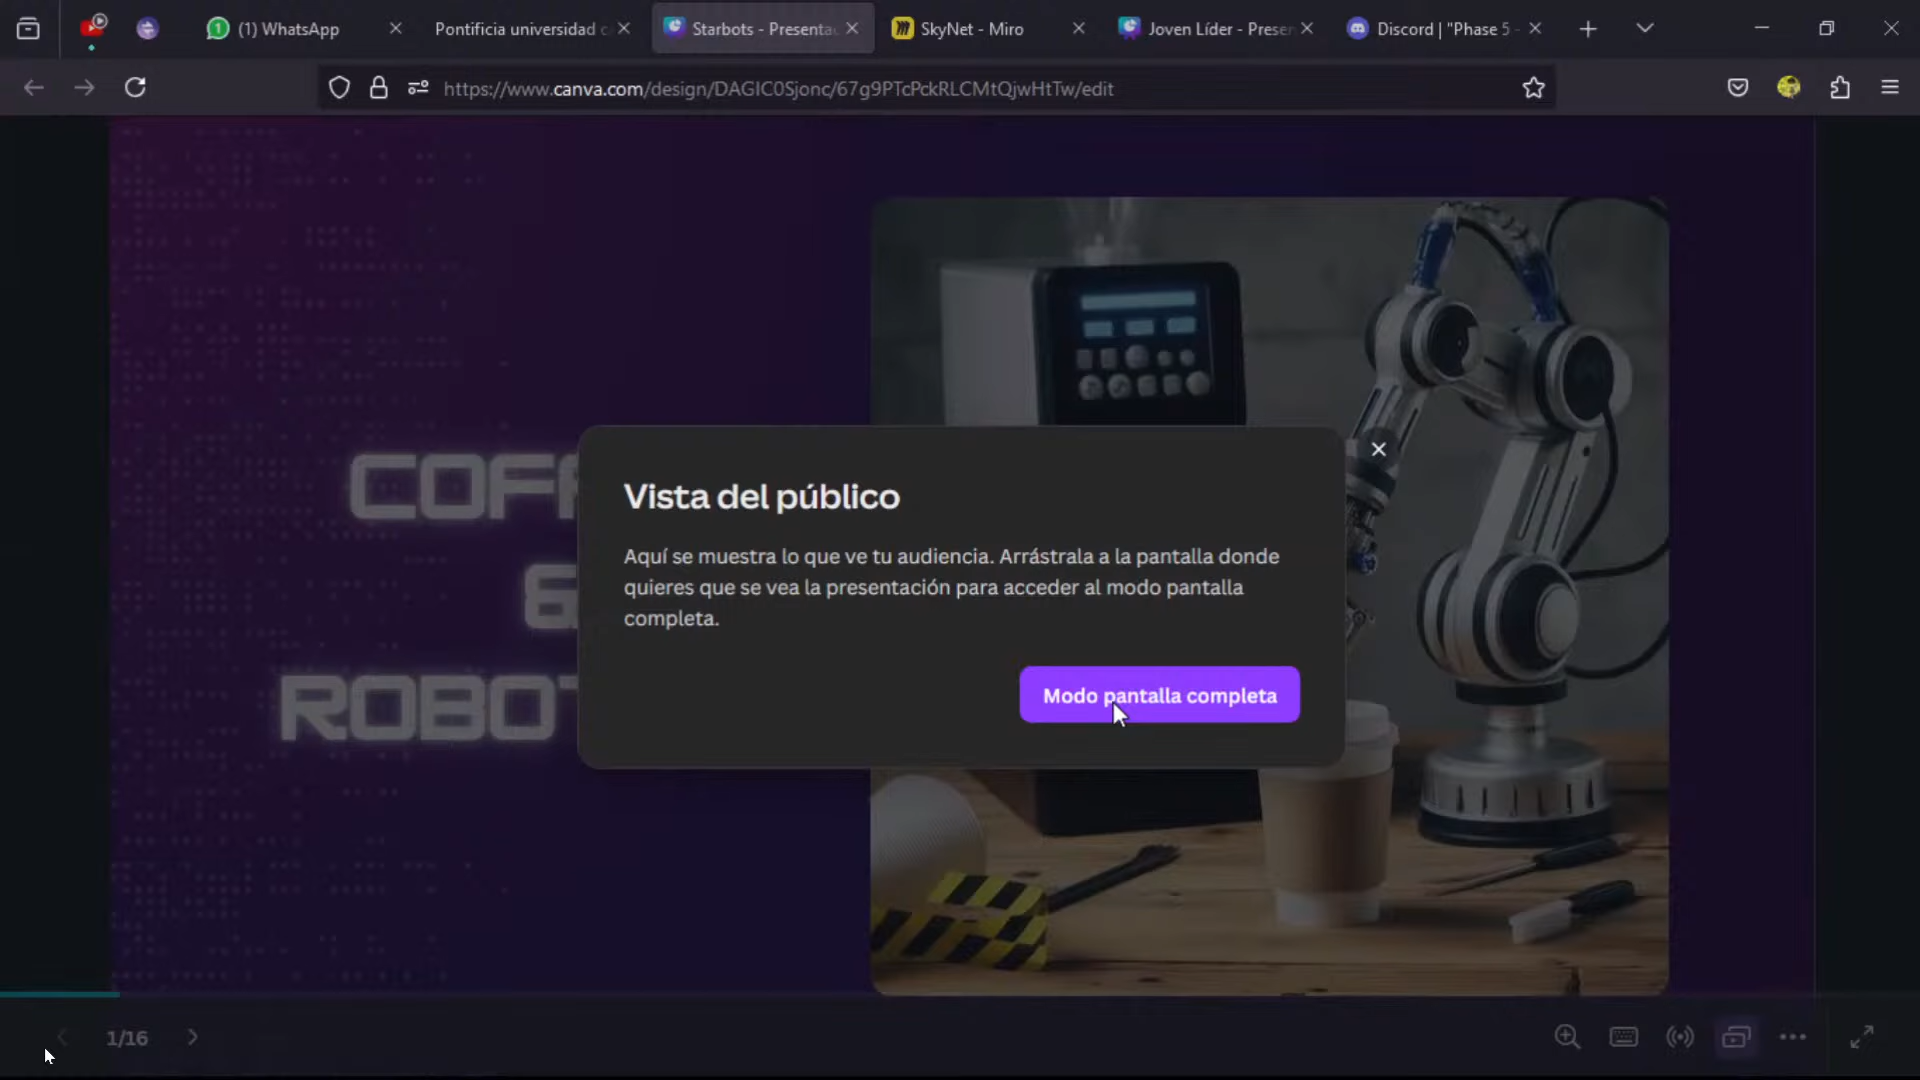 (1) WhatsApp
Pontificia universidad c
Starbots - Presentac
SkyNet - Miro
Joven Líder - Presen
Discord | "Phase 5 -
https://www.canva.com/design/DAGIC0Sjonc/67g9PTcPckRLCMtQjwHtTw/edit
COFF
&
ROBOT
Vista del público
Aquí se muestra lo que ve tu audiencia. Arrástrala a la pantalla donde
quieres que se vea la presentación para acceder al modo pantalla
completa.
Modo pantalla completa
1/16